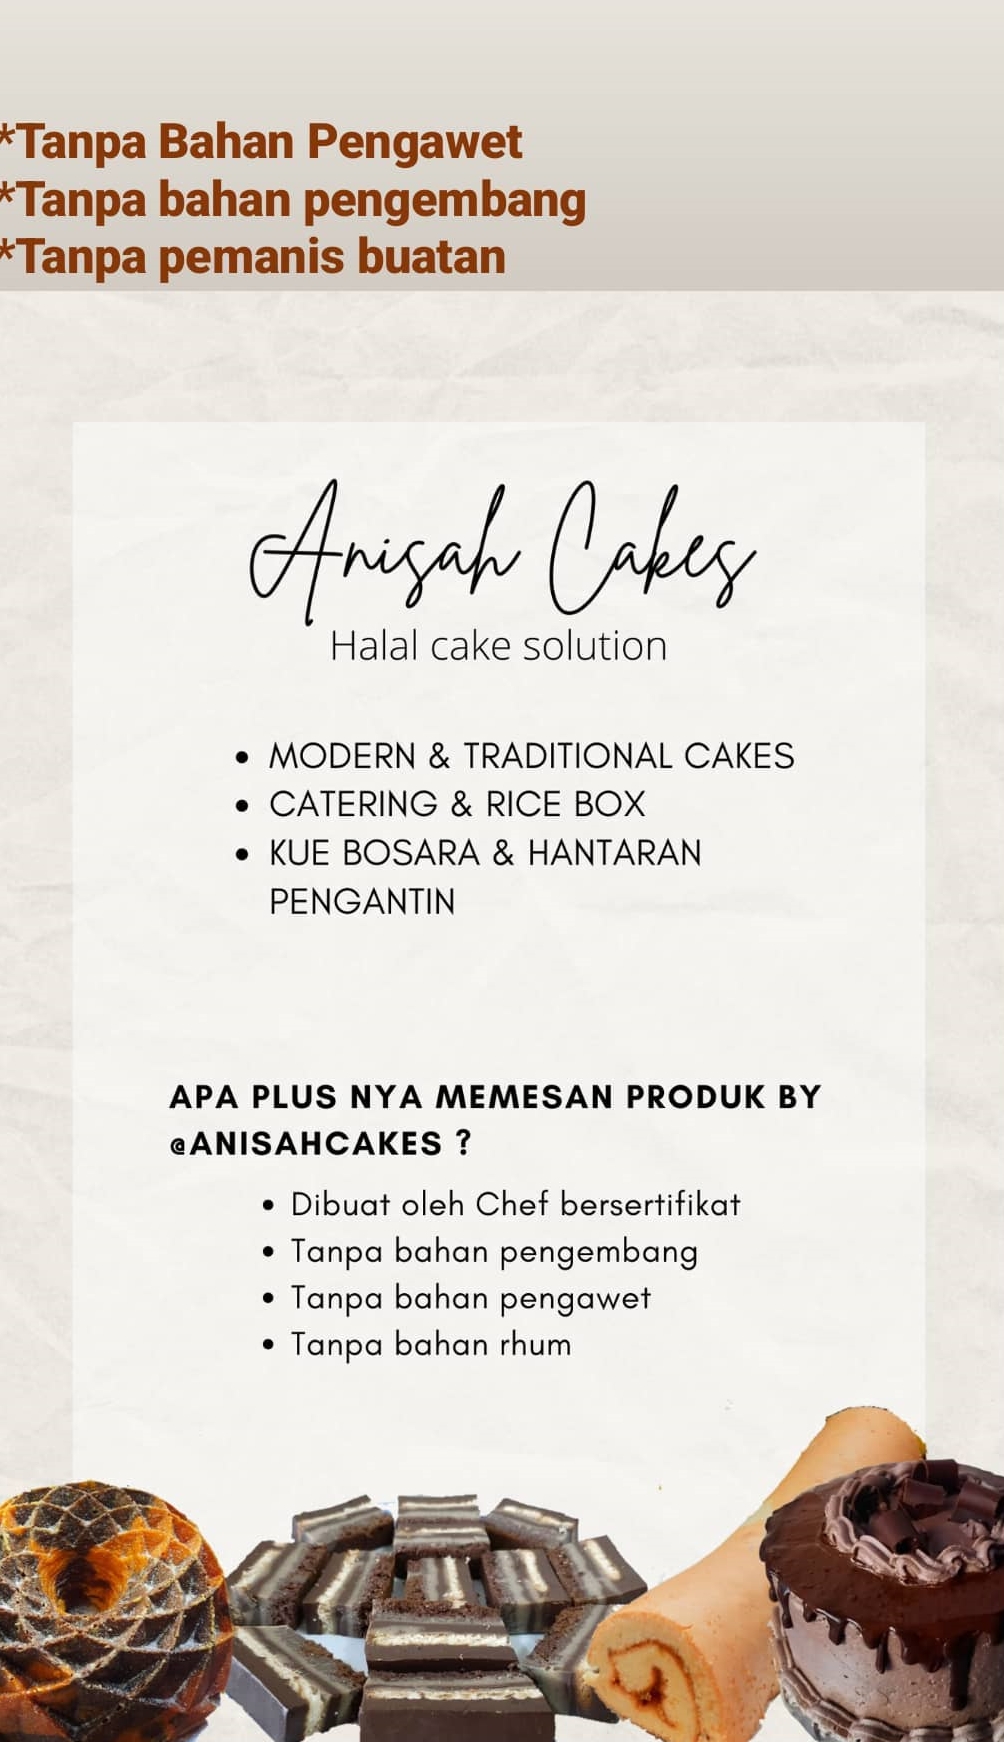 *Tanpa Bahan Pengawet
*Tanpa bahan pengembang
*Tanpa pemanis buatan
Anisah Cakes
Halal cake solution
• MODERN & TRADITIONAL CAKES
• CATERING & RICE BOX
• KUE BOSARA & HANTARAN
PENGANTIN
APA PLUS NYA MEMESAN PRODUK BY
@ANISAHCAKES ?
• Dibuat oleh Chef bersertifikat
• Tanpa bahan pengembang
• Tanpa bahan pengawet
• Tanpa bahan rhum